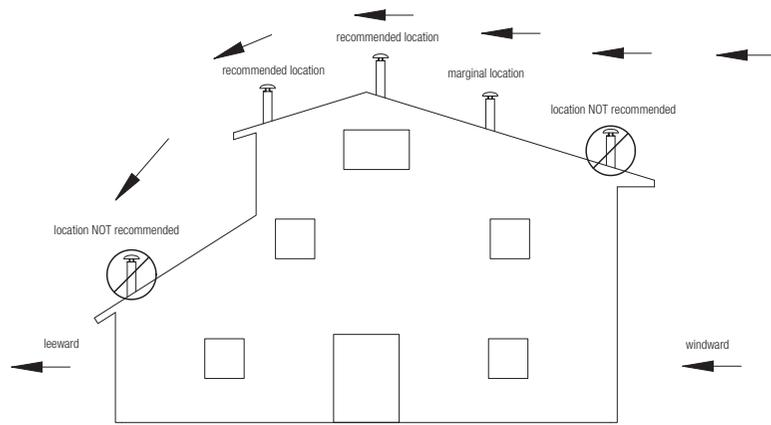 recommended location
recommended location
marginal location
location NOT recommended
location NOT recommended
leeward
windward